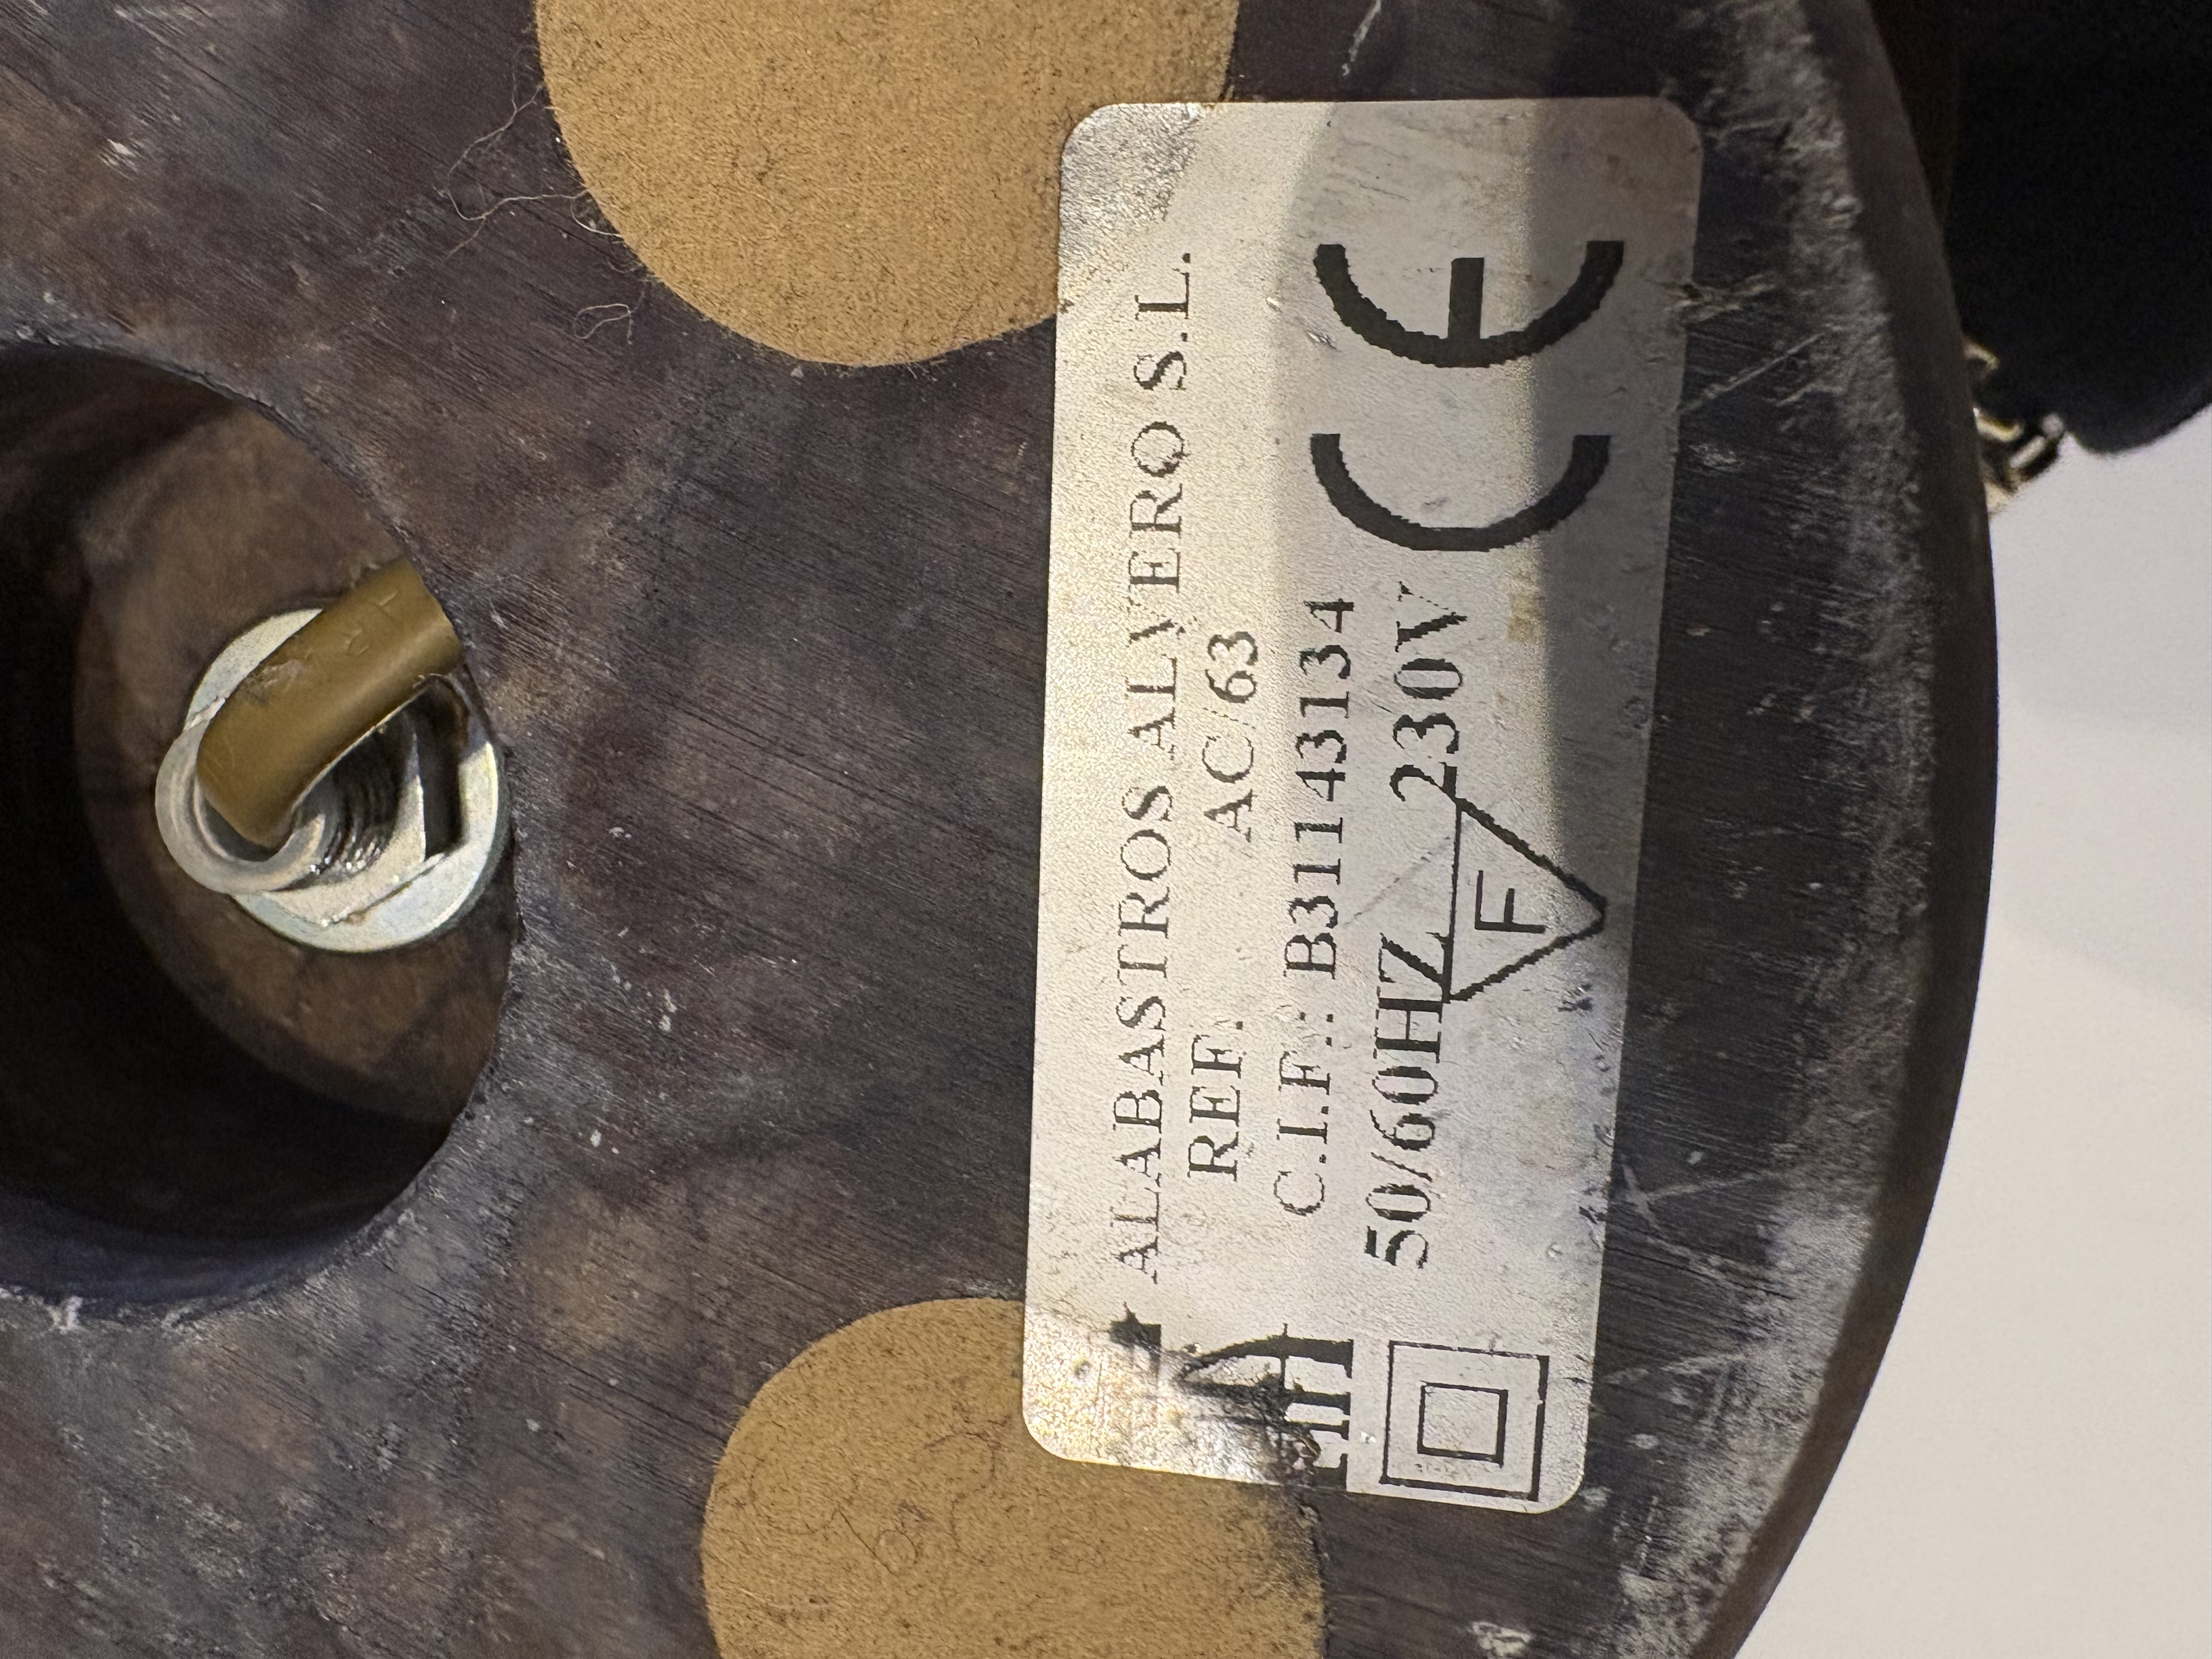 ALABASTROS ALVERO S.L.
REF. AC/63
C.I.F.: B31143134
50/60HZ 230V
F
CE